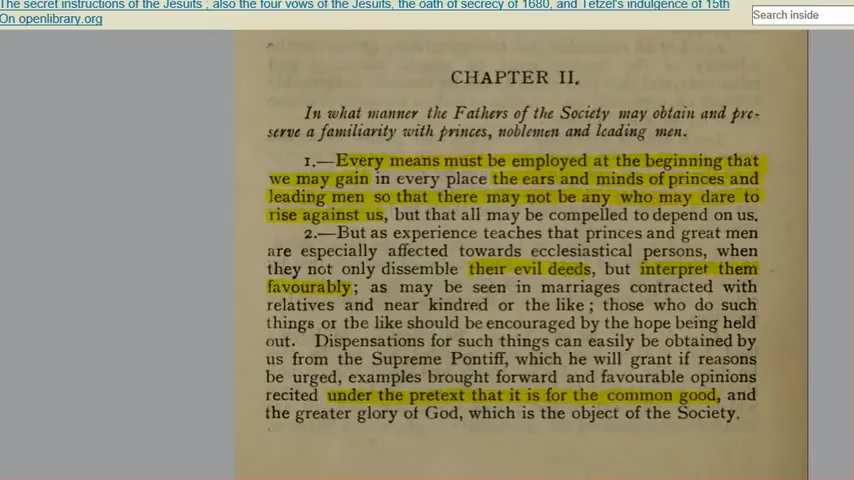 The secret instructions of the Jesuits ; also the four vows of the Jesuits, the oath of secrecy of 1680, and Tetzel's indulgence of 15th
On openlibrary.org
Search inside
CHAPTER II.
In what manner the Fathers of the Society may obtain and pre-
serve a familiarity with princes, noblemen and leading men.
1.—Every means must be employed at the beginning that
we may gain in every place the ears and minds of princes and
leading men so that there may not be any who may dare to
rise against us, but that all may be compelled to depend on us.
2.—But as experience teaches that princes and great men
are especially affected towards ecclesiastical persons, when
they not only dissemble their evil deeds, but interpret them
favourably; as may be seen in marriages contracted with
relatives and near kindred or the like ; those who do such
things or the like should be encouraged by the hope being held
out. Dispensations for such things can easily be obtained by
us from the Supreme Pontiff, which he will grant if reasons
be urged, examples brought forward and favourable opinions
recited under the pretext that it is for the common good, and
the greater glory of God, which is the object of the Society.